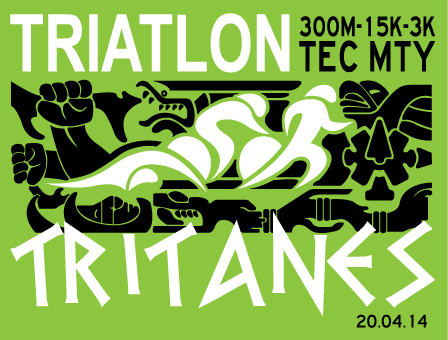 TRIATLON
300M-15K-3K
TEC MTY
TRITANES
20.04.14